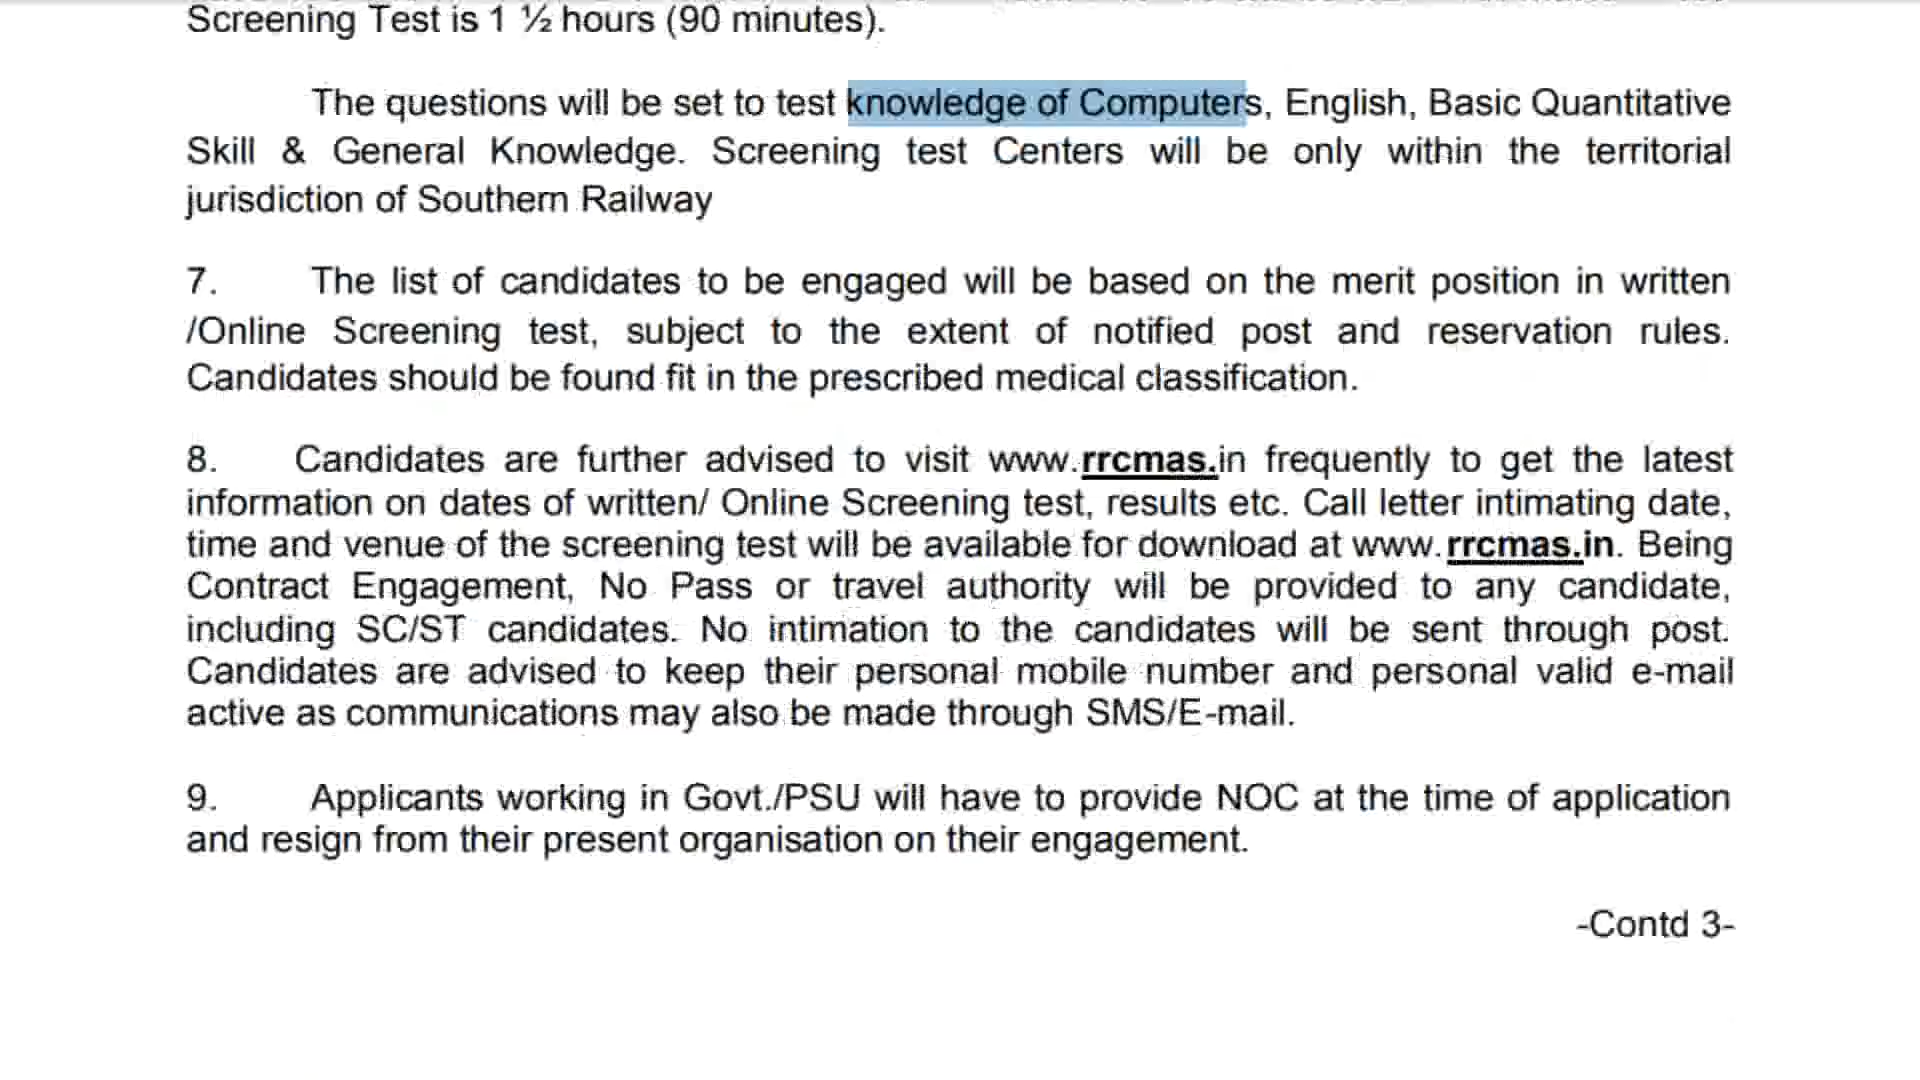 Screening Test is 1 ½ hours (90 minutes).
The questions will be set to test knowledge of Computers, English, Basic Quantitative
Skill & General Knowledge. Screening test Centers will be only within the territorial
jurisdiction of Southern Railway
7. The list of candidates to be engaged will be based on the merit position in written
/Online Screening test, subject to the extent of notified post and reservation rules.
Candidates should be found fit in the prescribed medical classification.
8. Candidates are further advised to visit www.rrcmas.in frequently to get the latest
information on dates of written/ Online Screening test, results etc. Call letter intimating date,
time and venue of the screening test will be available for download at www.rrcmas.in. Being
Contract Engagement, No Pass or travel authority will be provided to any candidate,
including SC/ST candidates. No intimation to the candidates will be sent through post.
Candidates are advised to keep their personal mobile number and personal valid e-mail
active as communications may also be made through SMS/E-mail.
9. Applicants working in Govt./PSU will have to provide NOC at the time of application
and resign from their present organisation on their engagement.
-Contd 3-